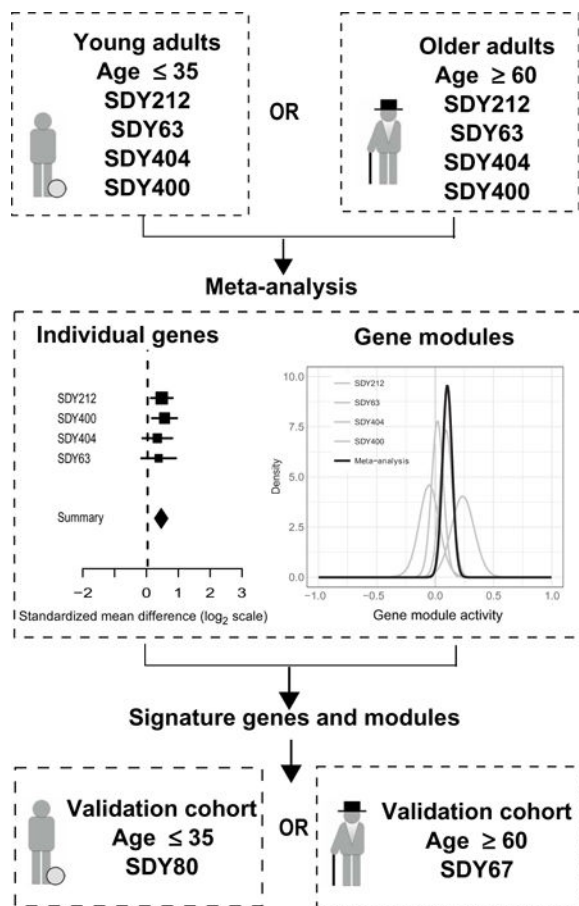 Young adults
Age ≤ 35
SDY212
SDY63
SDY404
SDY400
OR
Older adults
Age ≥ 60
SDY212
SDY63
SDY404
SDY400
Meta-analysis
Individual genes
SDY212
SDY400
SDY404
SDY63
Summary
−2 0 1 2 3
Standardized mean difference (log2 scale)
Gene modules
10.0
7.5
5.0
2.5
0.0
Density
SDY212
SDY63
SDY404
SDY400
Meta−analysis
−1.0 −0.5 0.0 0.5 1.0
Gene module activity
Signature genes and modules
Validation cohort
Age ≤ 35
SDY80
OR
Validation cohort
Age ≥ 60
SDY67